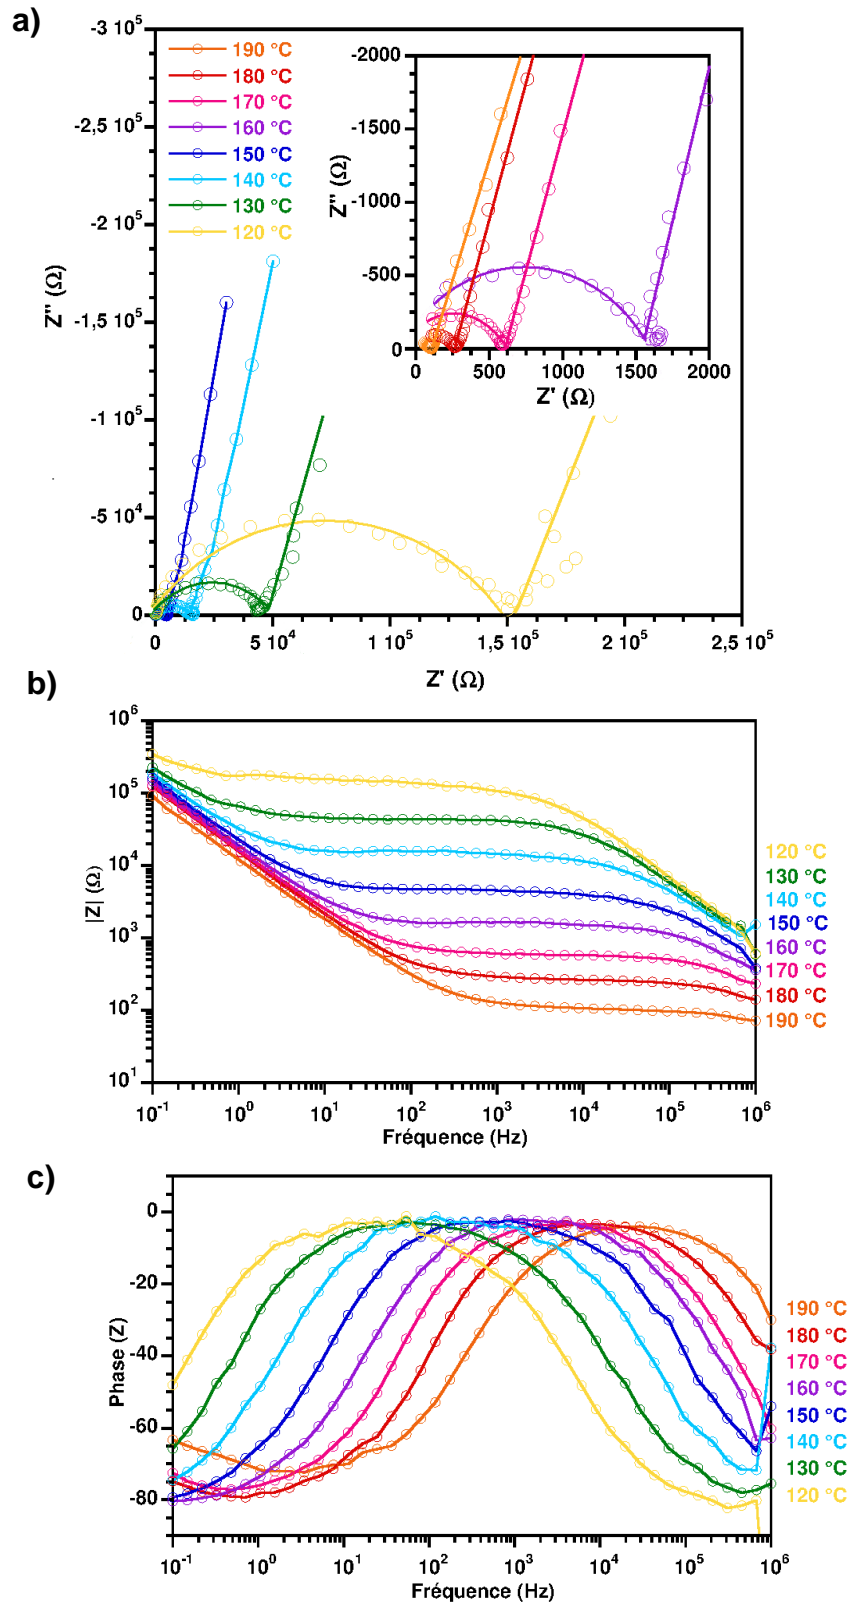 a)
-3 10⁵
-2,5 10⁵
-2 10⁵
-1,5 10⁵
-1 10⁵
-5 10⁴
0
Z'' (Ω)
190 °C
180 °C
170 °C
160 °C
150 °C
140 °C
130 °C
120 °C
-2000
-1500
-1000
-500
0
Z'' (Ω)
0 500 1000 1500 2000
Z' (Ω)
0 5 10⁴ 1 10⁵ 1,5 10⁵ 2 10⁵ 2,5 10⁵
Z' (Ω)
b)
10⁶
10⁵
10⁴
10³
10²
10¹
|Z| (Ω)
120 °C
130 °C
140 °C
150 °C
160 °C
170 °C
180 °C
190 °C
10⁻¹ 10⁰ 10¹ 10² 10³ 10⁴ 10⁵ 10⁶
Fréquence (Hz)
c)
0
-20
-40
-60
-80
Phase (Z)
190 °C
180 °C
170 °C
160 °C
150 °C
140 °C
130 °C
120 °C
10⁻¹ 10⁰ 10¹ 10² 10³ 10⁴ 10⁵ 10⁶
Fréquence (Hz)